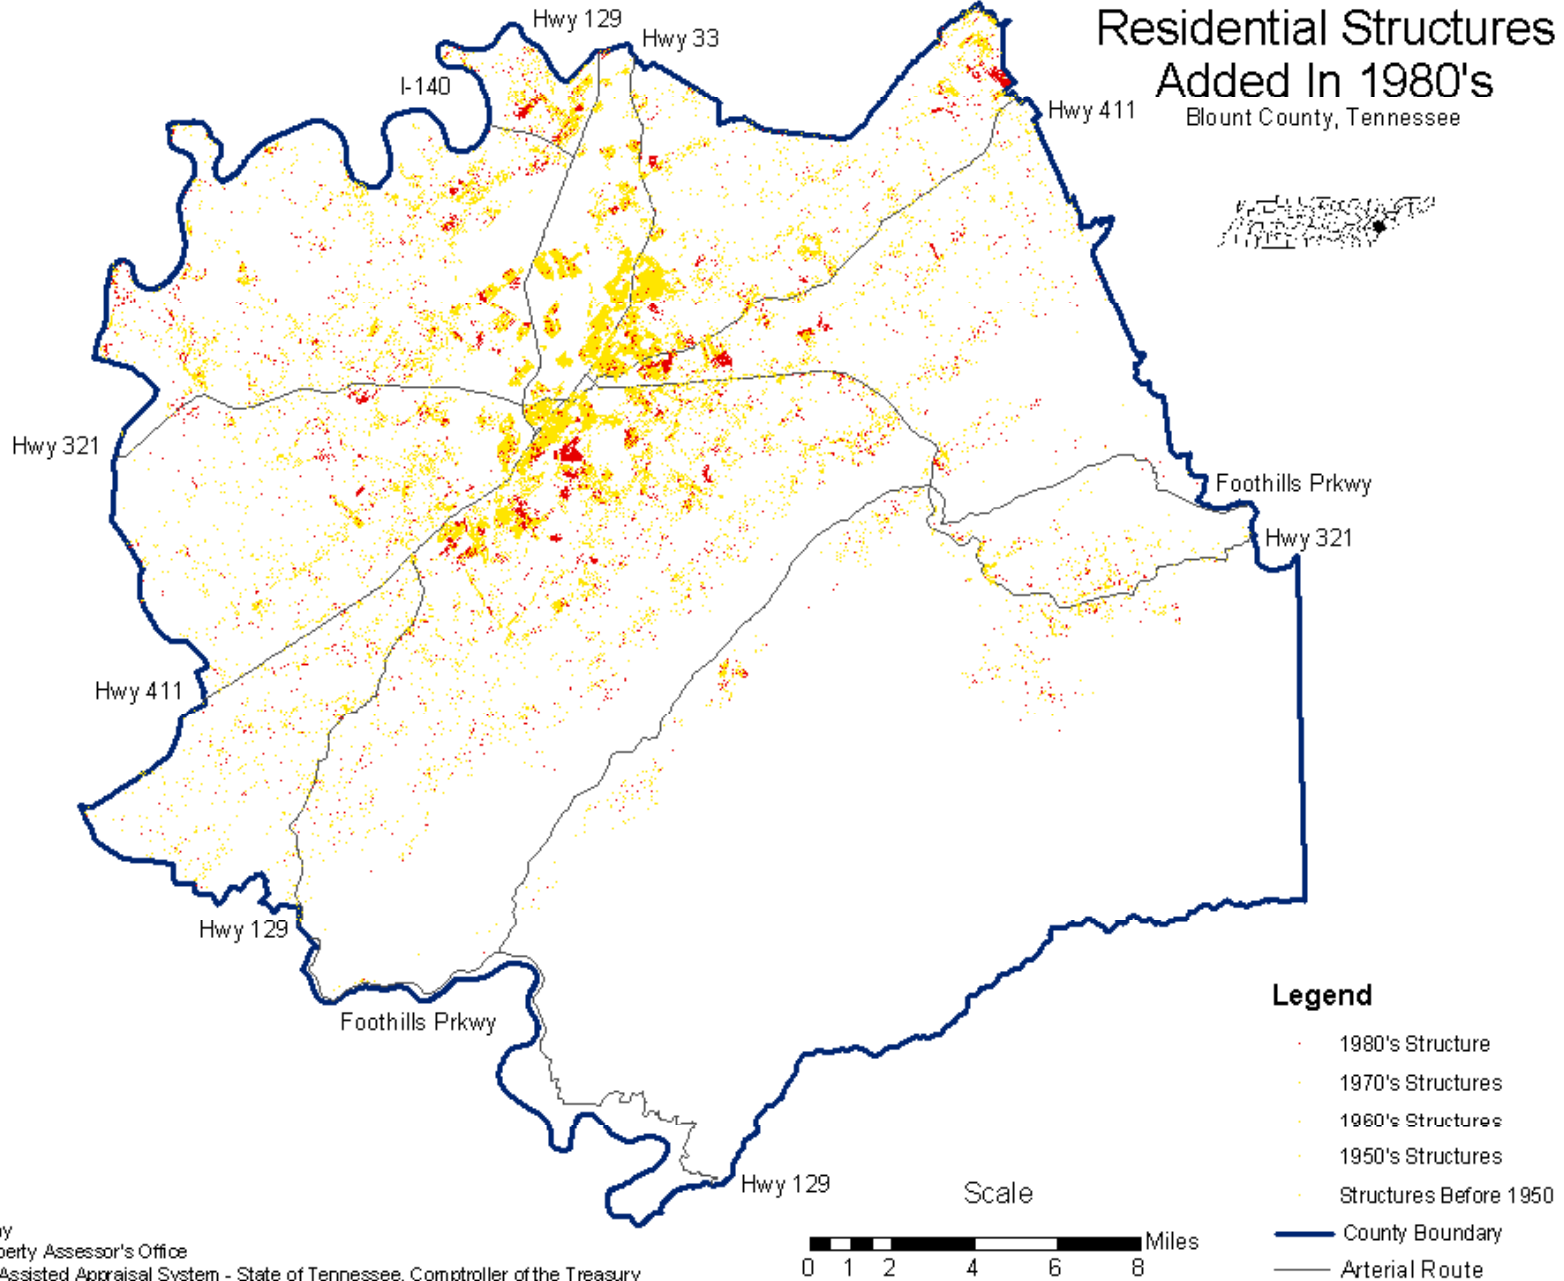 Residential Structures
Added In 1980's
Blount County, Tennessee
Hwy 129
Hwy 33
I-140
Hwy 411
Hwy 321
Foothills Prkwy
Hwy 321
Hwy 411
Hwy 129
Foothills Prkwy
Hwy 129
Legend
1980's Structure
1970's Structures
1960's Structures
1950's Structures
Structures Before 1950
County Boundary
Arterial Route
Scale
Miles
0 1 2 4 6 8
Assessor's Office
Assisted Appraisal System - State of Tennessee, Comptroller of the Treasury